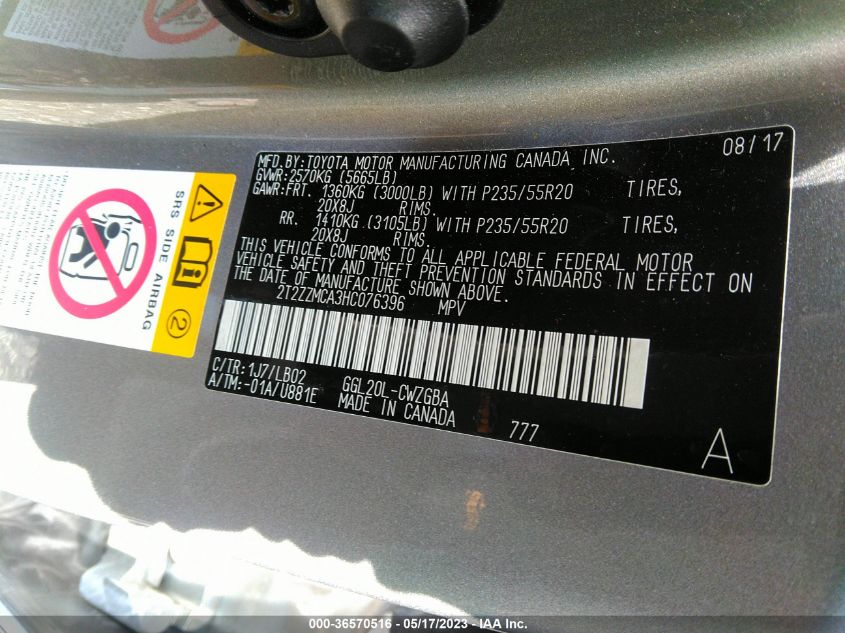 MFD.BY:TOYOTA MOTOR MANUFACTURING CANADA INC. 08/17
GVWR:2570KG (5665LB)
GAWR:FRT. 1360KG (3000LB) WITH P235/55R20 TIRES,
20X8J RIMS.
RR. 1410KG (3105LB) WITH P235/55R20 TIRES,
20X8J RIMS.
THIS VEHICLE CONFORMS TO ALL APPLICABLE FEDERAL MOTOR
VEHICLE SAFETY AND THEFT PREVENTION STANDARDS IN EFFECT ON
THE DATE OF MANUFACTURE SHOWN ABOVE.
2T2ZZMCA3HC076396 MPV
C/TR:1J7/LB02 GGL20L-CWZGBA
A/TM:-01A/U881E MADE IN CANADA
777
A
SRS SIDE AIRBAG
2
000-36570516 - 05/17/2023 - IAA Inc.